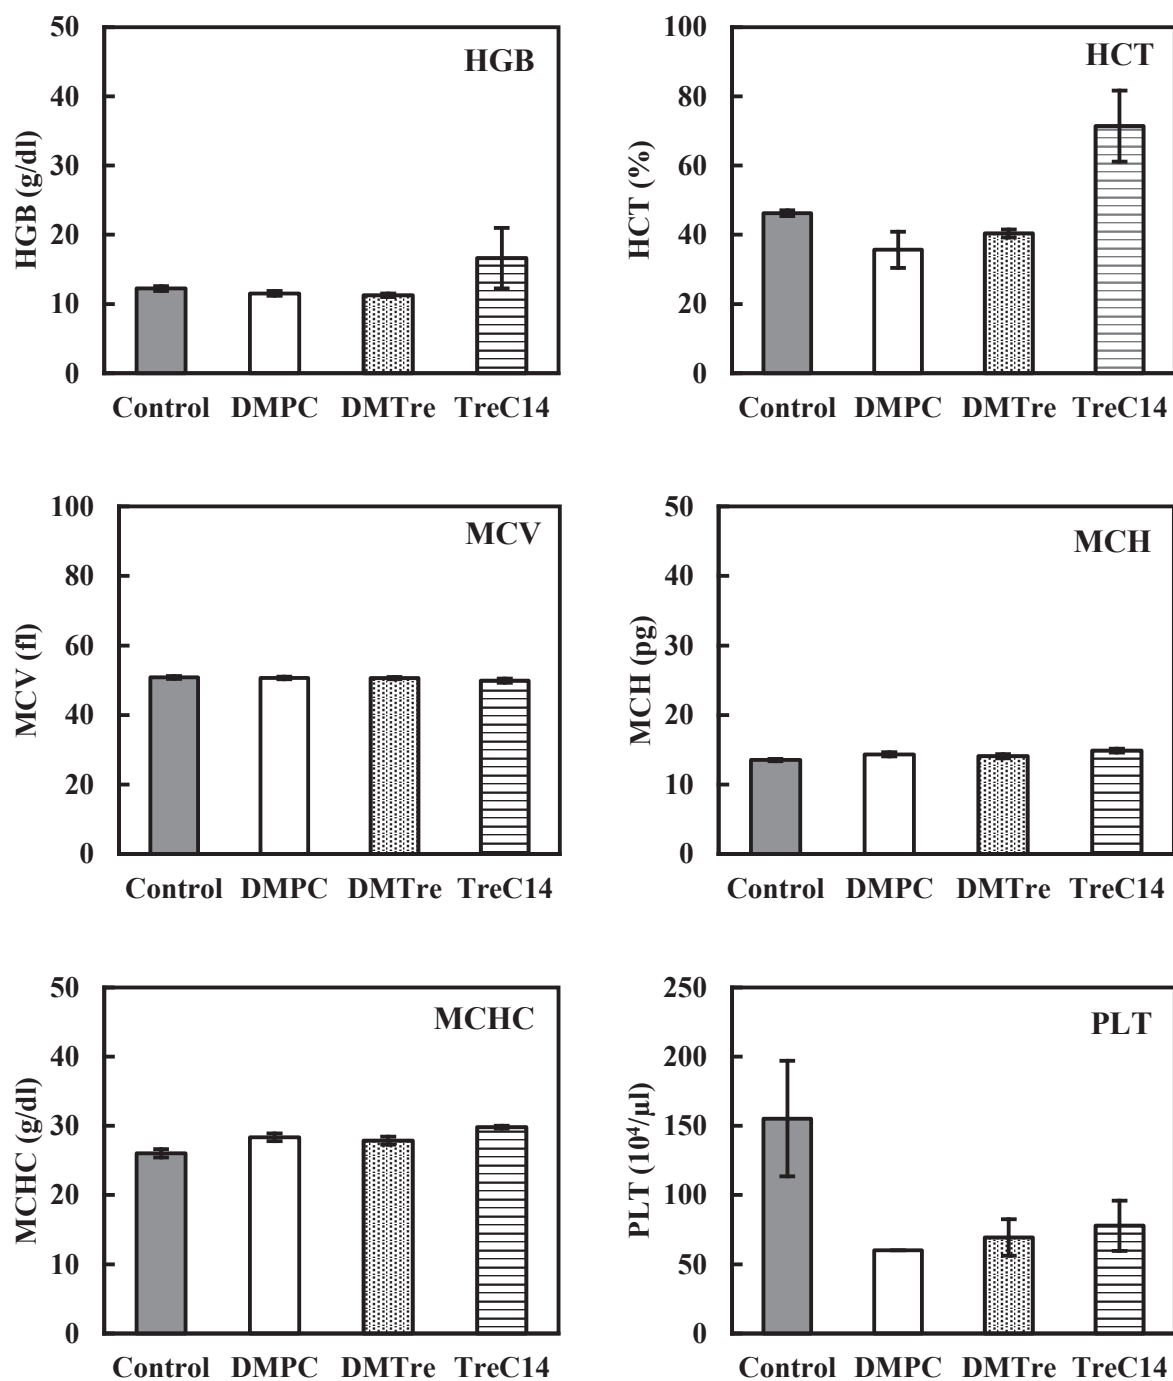 HGB
HGB (g/dl)
50
40
30
20
10
0
Control DMPC DMTre TreC14
HCT
HCT (%)
100
80
60
40
20
0
Control DMPC DMTre TreC14
MCV
MCV (fl)
100
80
60
40
20
0
Control DMPC DMTre TreC14
MCH
MCH (pg)
50
40
30
20
10
0
Control DMPC DMTre TreC14
MCHC
MCHC (g/dl)
50
40
30
20
10
0
Control DMPC DMTre TreC14
PLT
PLT (10⁴/μl)
250
200
150
100
50
0
Control DMPC DMTre TreC14